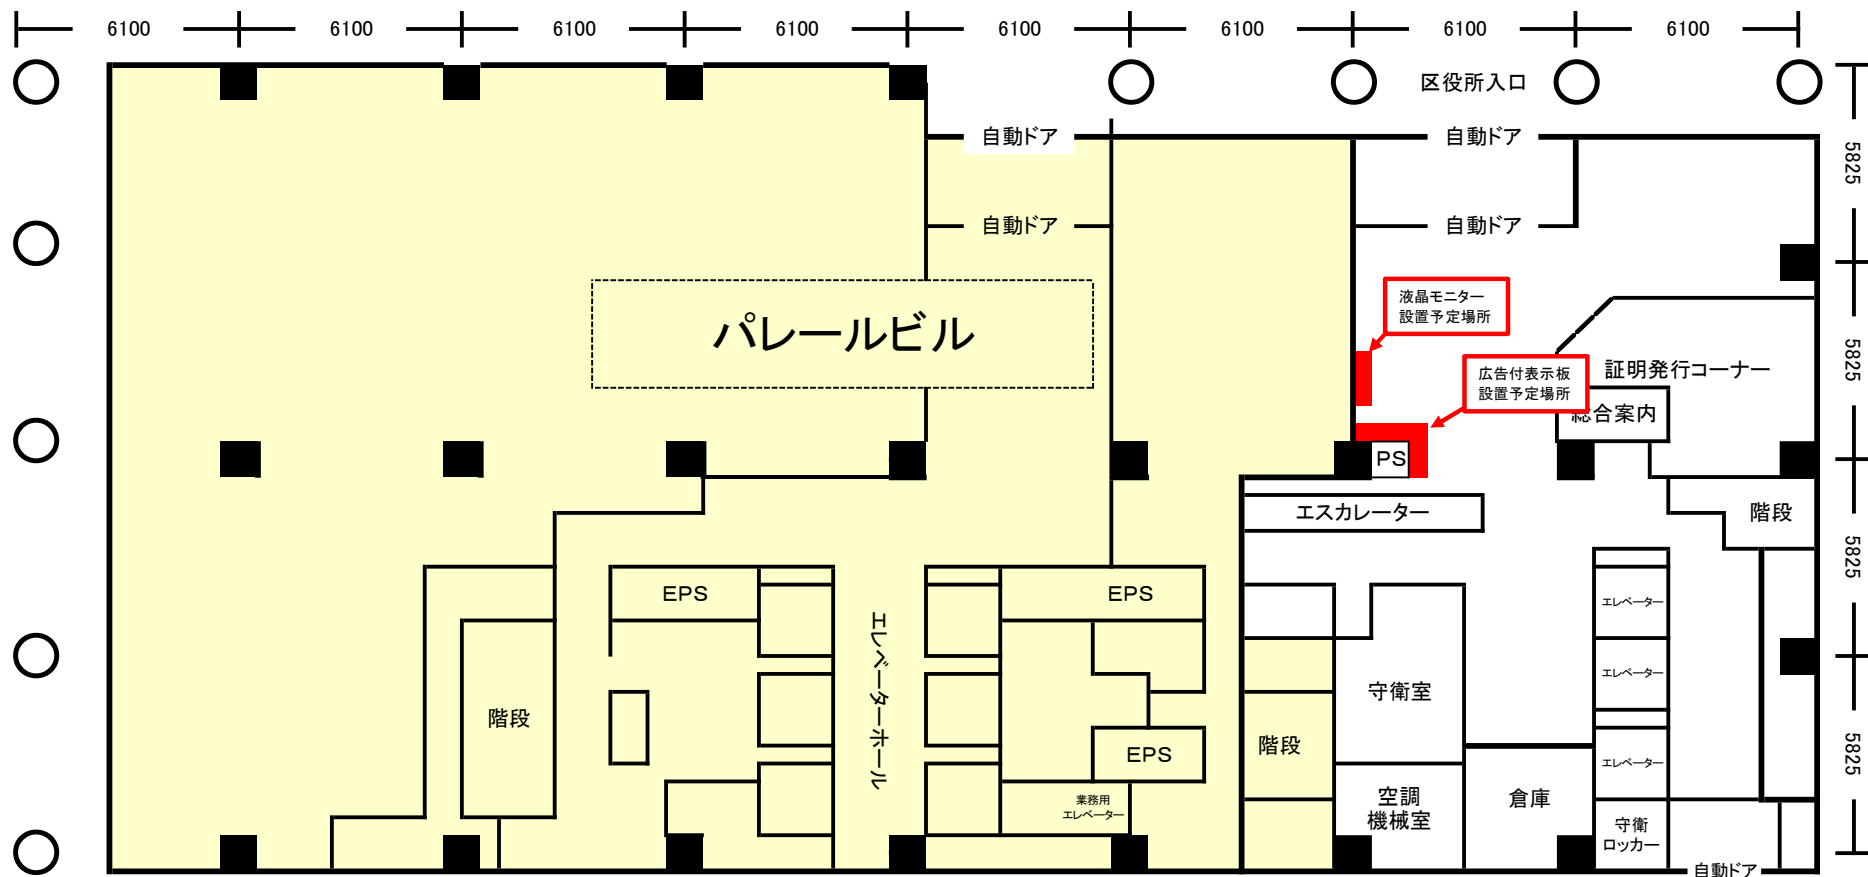 6100 6100 6100 6100 6100 6100 6100 6100
区役所入口
自動ドア 自動ドア
5825
自動ドア 自動ドア
液晶モニター
設置予定場所
パレールビル
5825
広告付表示板
設置予定場所
証明発行コーナー
総合案内
PS
エスカレーター
階段
5825
EPS
EPS
エレベーターホール
エレベーター
エレベーター
守衛室
階段
階段
EPS
エレベーター
5825
業務用
エレベーター
空調
機械室
倉庫
守衛
ロッカー
自動ドア